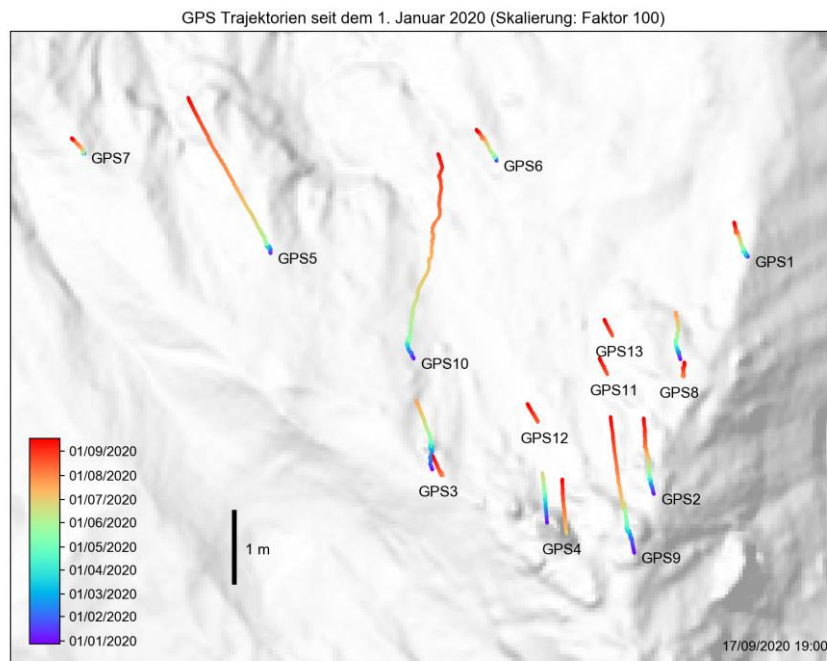 GPS Trajektorien seit dem 1. Januar 2020 (Skalierung: Faktor 100)
GPS7
GPS6
GPS5
GPS1
GPS13
GPS10
GPS11
GPS8
GPS12
GPS3
GPS2
GPS4
GPS9
1 m
01/09/2020
01/08/2020
01/07/2020
01/06/2020
01/05/2020
01/04/2020
01/03/2020
01/02/2020
01/01/2020
17/09/2020 19:00